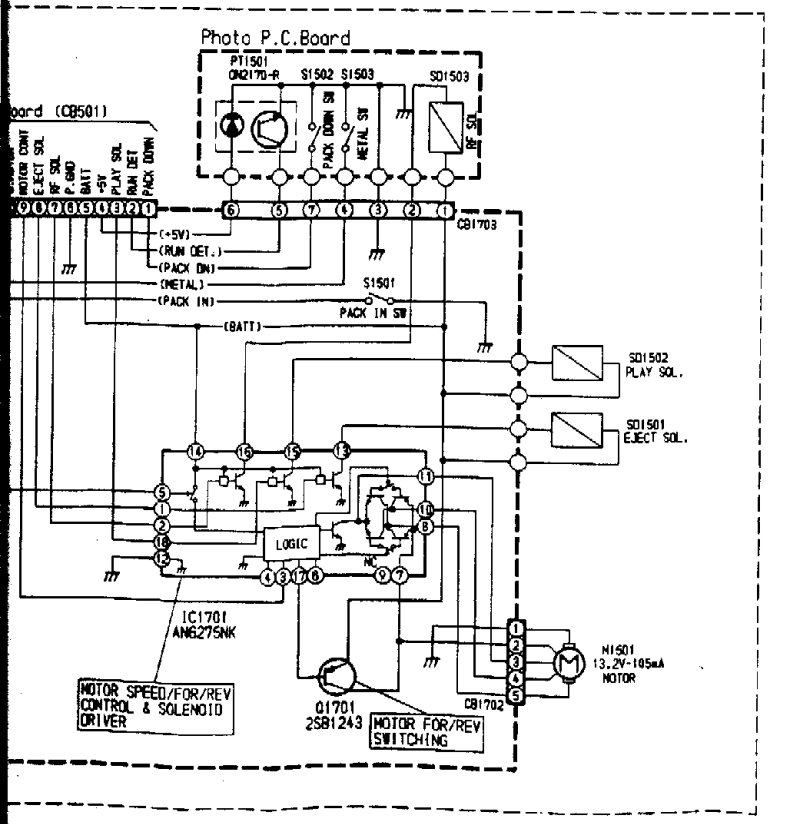 Photo P.C.Board
PT1501
ON2170-R
S1502 S1503
SD1503
PACK DOWN SW
METAL SW
RF SOL
oard (CB501)
MOTOR CONT
EJECT SOL
RF SOL
P.GND
BATT
+5V
PLAY SOL
RUN DET
PACK DOWN
9 8 7 6 5 4 3 2 1
6 5 7 4 3 2 1
CB1703
(+5V)
(RUN DET.)
(PACK DN)
(METAL)
(PACK IN)
S1501
PACK IN SW
(BATT)
SD1502
PLAY SOL.
SD1501
EJECT SOL.
14 16 15 13
5
1
2
18
12
11
10
8
LOGIC
NC
4 3 17 6 9 7
IC1701
AN6275NK
1
2
3
4
5
M
M1501
13.2V-105mA
MOTOR
CB1702
MOTOR SPEED/FOR/REV
CONTROL & SOLENOID
DRIVER
Q1701
2SB1243
MOTOR FOR/REV
SWITCHING